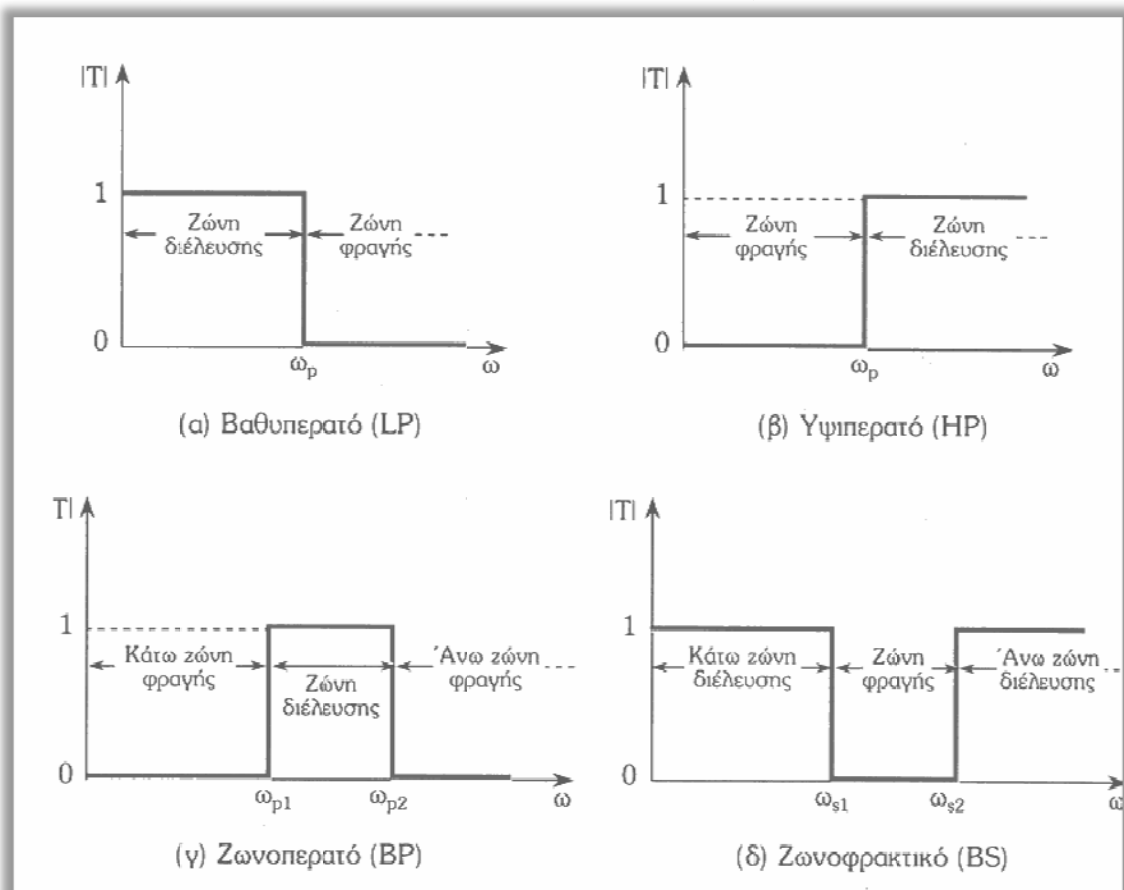 |T|
1
Ζώνη
διέλευσης
Ζώνη
φραγής
0
ωp
ω
(α) Βαθυπερατό (LP)
|T|
1
Ζώνη
φραγής
Ζώνη
διέλευσης
0
ωp
ω
(β) Υψιπερατό (HP)
T|
1
Κάτω ζώνη
φραγής
Ζώνη
διέλευσης
Άνω ζώνη
φραγής
0
ωp1
ωp2
ω
(γ) Ζωνοπερατό (BP)
|T|
1
Κάτω ζώνη
διέλευσης
Ζώνη
φραγής
Άνω ζώνη
διέλευσης
0
ωs1
ωs2
ω
(δ) Ζωνοφρακτικό (BS)